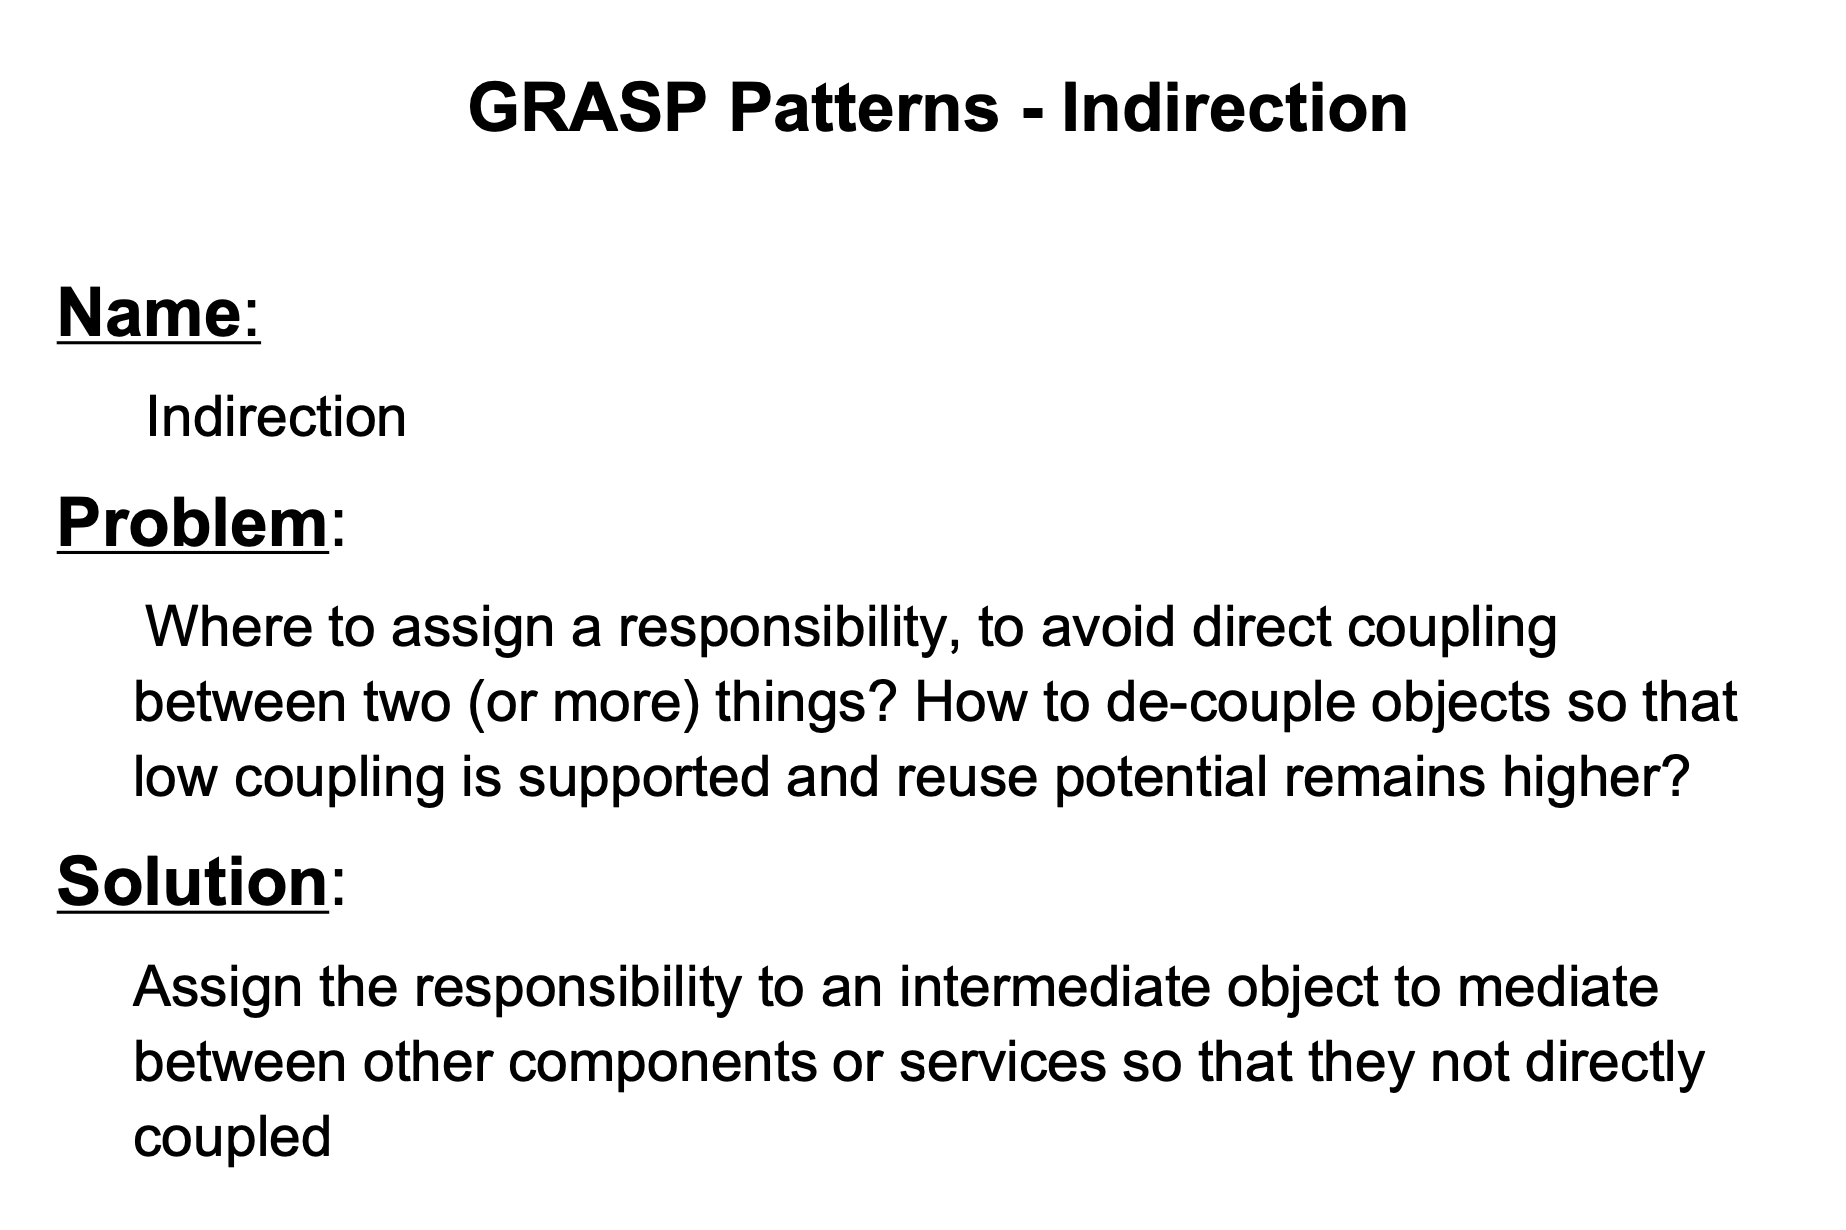 GRASP Patterns - Indirection
Name:
Indirection
Problem:
Where to assign a responsibility, to avoid direct coupling
between two (or more) things? How to de-couple objects so that
low coupling is supported and reuse potential remains higher?
Solution:
Assign the responsibility to an intermediate object to mediate
between other components or services so that they not directly
coupled